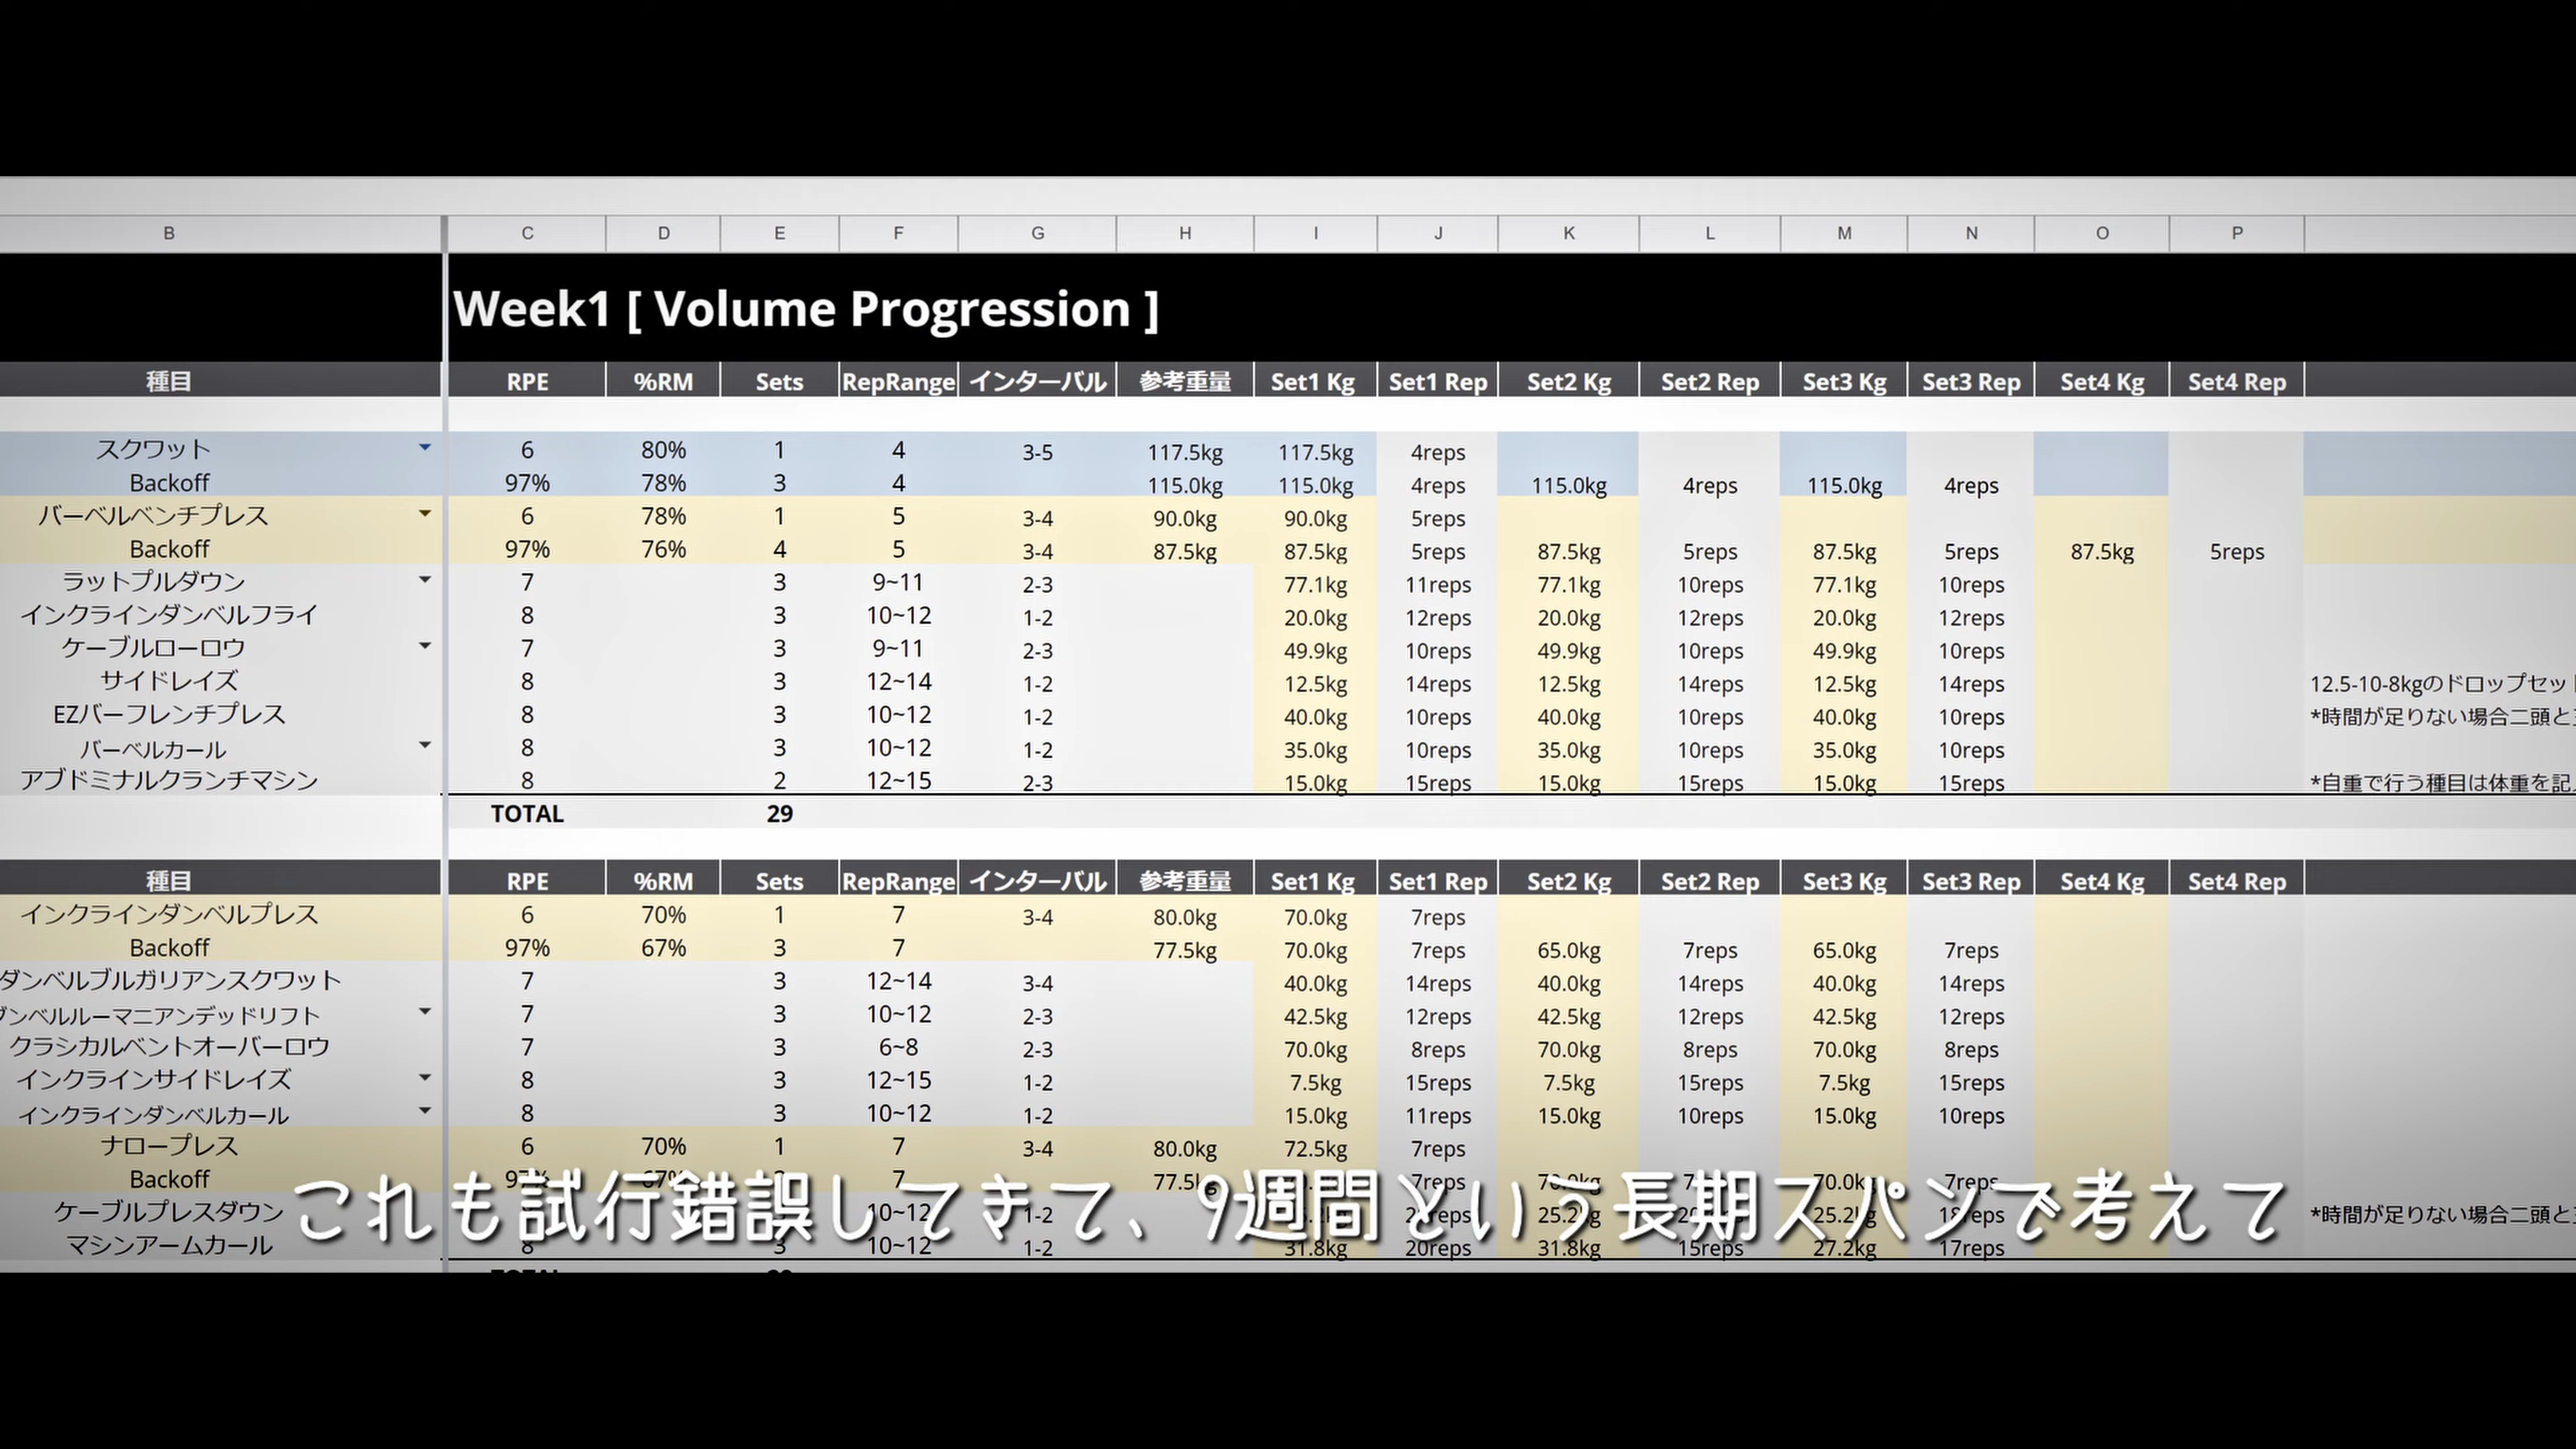 B C D E F G H I J K L M N O P
Week1 [ Volume Progression ]
種目 RPE %RM Sets RepRange インターバル 参考重量 Set1 Kg Set1 Rep Set2 Kg Set2 Rep Set3 Kg Set3 Rep Set4 Kg Set4 Rep
スクワット 6 80% 1 4 3-5 117.5kg 117.5kg 4reps
Backoff 97% 78% 3 4 115.0kg 115.0kg 4reps 115.0kg 4reps 115.0kg 4reps
バーベルベンチプレス 6 78% 1 5 3-4 90.0kg 90.0kg 5reps
Backoff 97% 76% 4 5 3-4 87.5kg 87.5kg 5reps 87.5kg 5reps 87.5kg 5reps 87.5kg 5reps
ラットプルダウン 7 3 9~11 2-3 77.1kg 11reps 77.1kg 10reps 77.1kg 10reps
インクラインダンベルフライ 8 3 10~12 1-2 20.0kg 12reps 20.0kg 12reps 20.0kg 12reps
ケーブルローロウ 7 3 9~11 2-3 49.9kg 10reps 49.9kg 10reps 49.9kg 10reps
サイドレイズ 8 3 12~14 1-2 12.5kg 14reps 12.5kg 14reps 12.5kg 14reps 12.5-10-8kgのドロップセット
EZバーフレンチプレス 8 3 10~12 1-2 40.0kg 10reps 40.0kg 10reps 40.0kg 10reps *時間が足りない場合二頭と
バーベルカール 8 3 10~12 1-2 35.0kg 10reps 35.0kg 10reps 35.0kg 10reps
アブドミナルクランチマシン 8 2 12~15 2-3 15.0kg 15reps 15.0kg 15reps 15.0kg 15reps *自重で行う種目は体重を記
TOTAL 29
種目 RPE %RM Sets RepRange インターバル 参考重量 Set1 Kg Set1 Rep Set2 Kg Set2 Rep Set3 Kg Set3 Rep Set4 Kg Set4 Rep
インクラインダンベルプレス 6 70% 1 7 3-4 80.0kg 70.0kg 7reps
Backoff 97% 67% 3 7 77.5kg 70.0kg 7reps 65.0kg 7reps 65.0kg 7reps
ダンベルブルガリアンスクワット 7 3 12~14 3-4 40.0kg 14reps 40.0kg 14reps 40.0kg 14reps
ダンベルルーマニアンデッドリフト 7 3 10~12 2-3 42.5kg 12reps 42.5kg 12reps 42.5kg 12reps
クラシカルベントオーバーロウ 7 3 6~8 2-3 70.0kg 8reps 70.0kg 8reps 70.0kg 8reps
インクラインサイドレイズ 8 3 12~15 1-2 7.5kg 15reps 7.5kg 15reps 7.5kg 15reps
インクラインダンベルカール 8 3 10~12 1-2 15.0kg 11reps 15.0kg 10reps 15.0kg 10reps
ナロープレス 6 70% 1 7 3-4 80.0kg 72.5kg 7reps
Backoff 97% 67% 7 77.5kg 7reps 70.0kg 70.0kg 7reps
ケーブルプレスダウン 10~12 1-2 25.2kg 25.2kg 18reps *時間が足りない場合二頭と
マシンアームカール 8 3 10~12 1-2 31.8kg 20reps 31.8kg 15reps 27.2kg 17reps
これも試行錯誤してきて、9週間という長期スパンで考えて